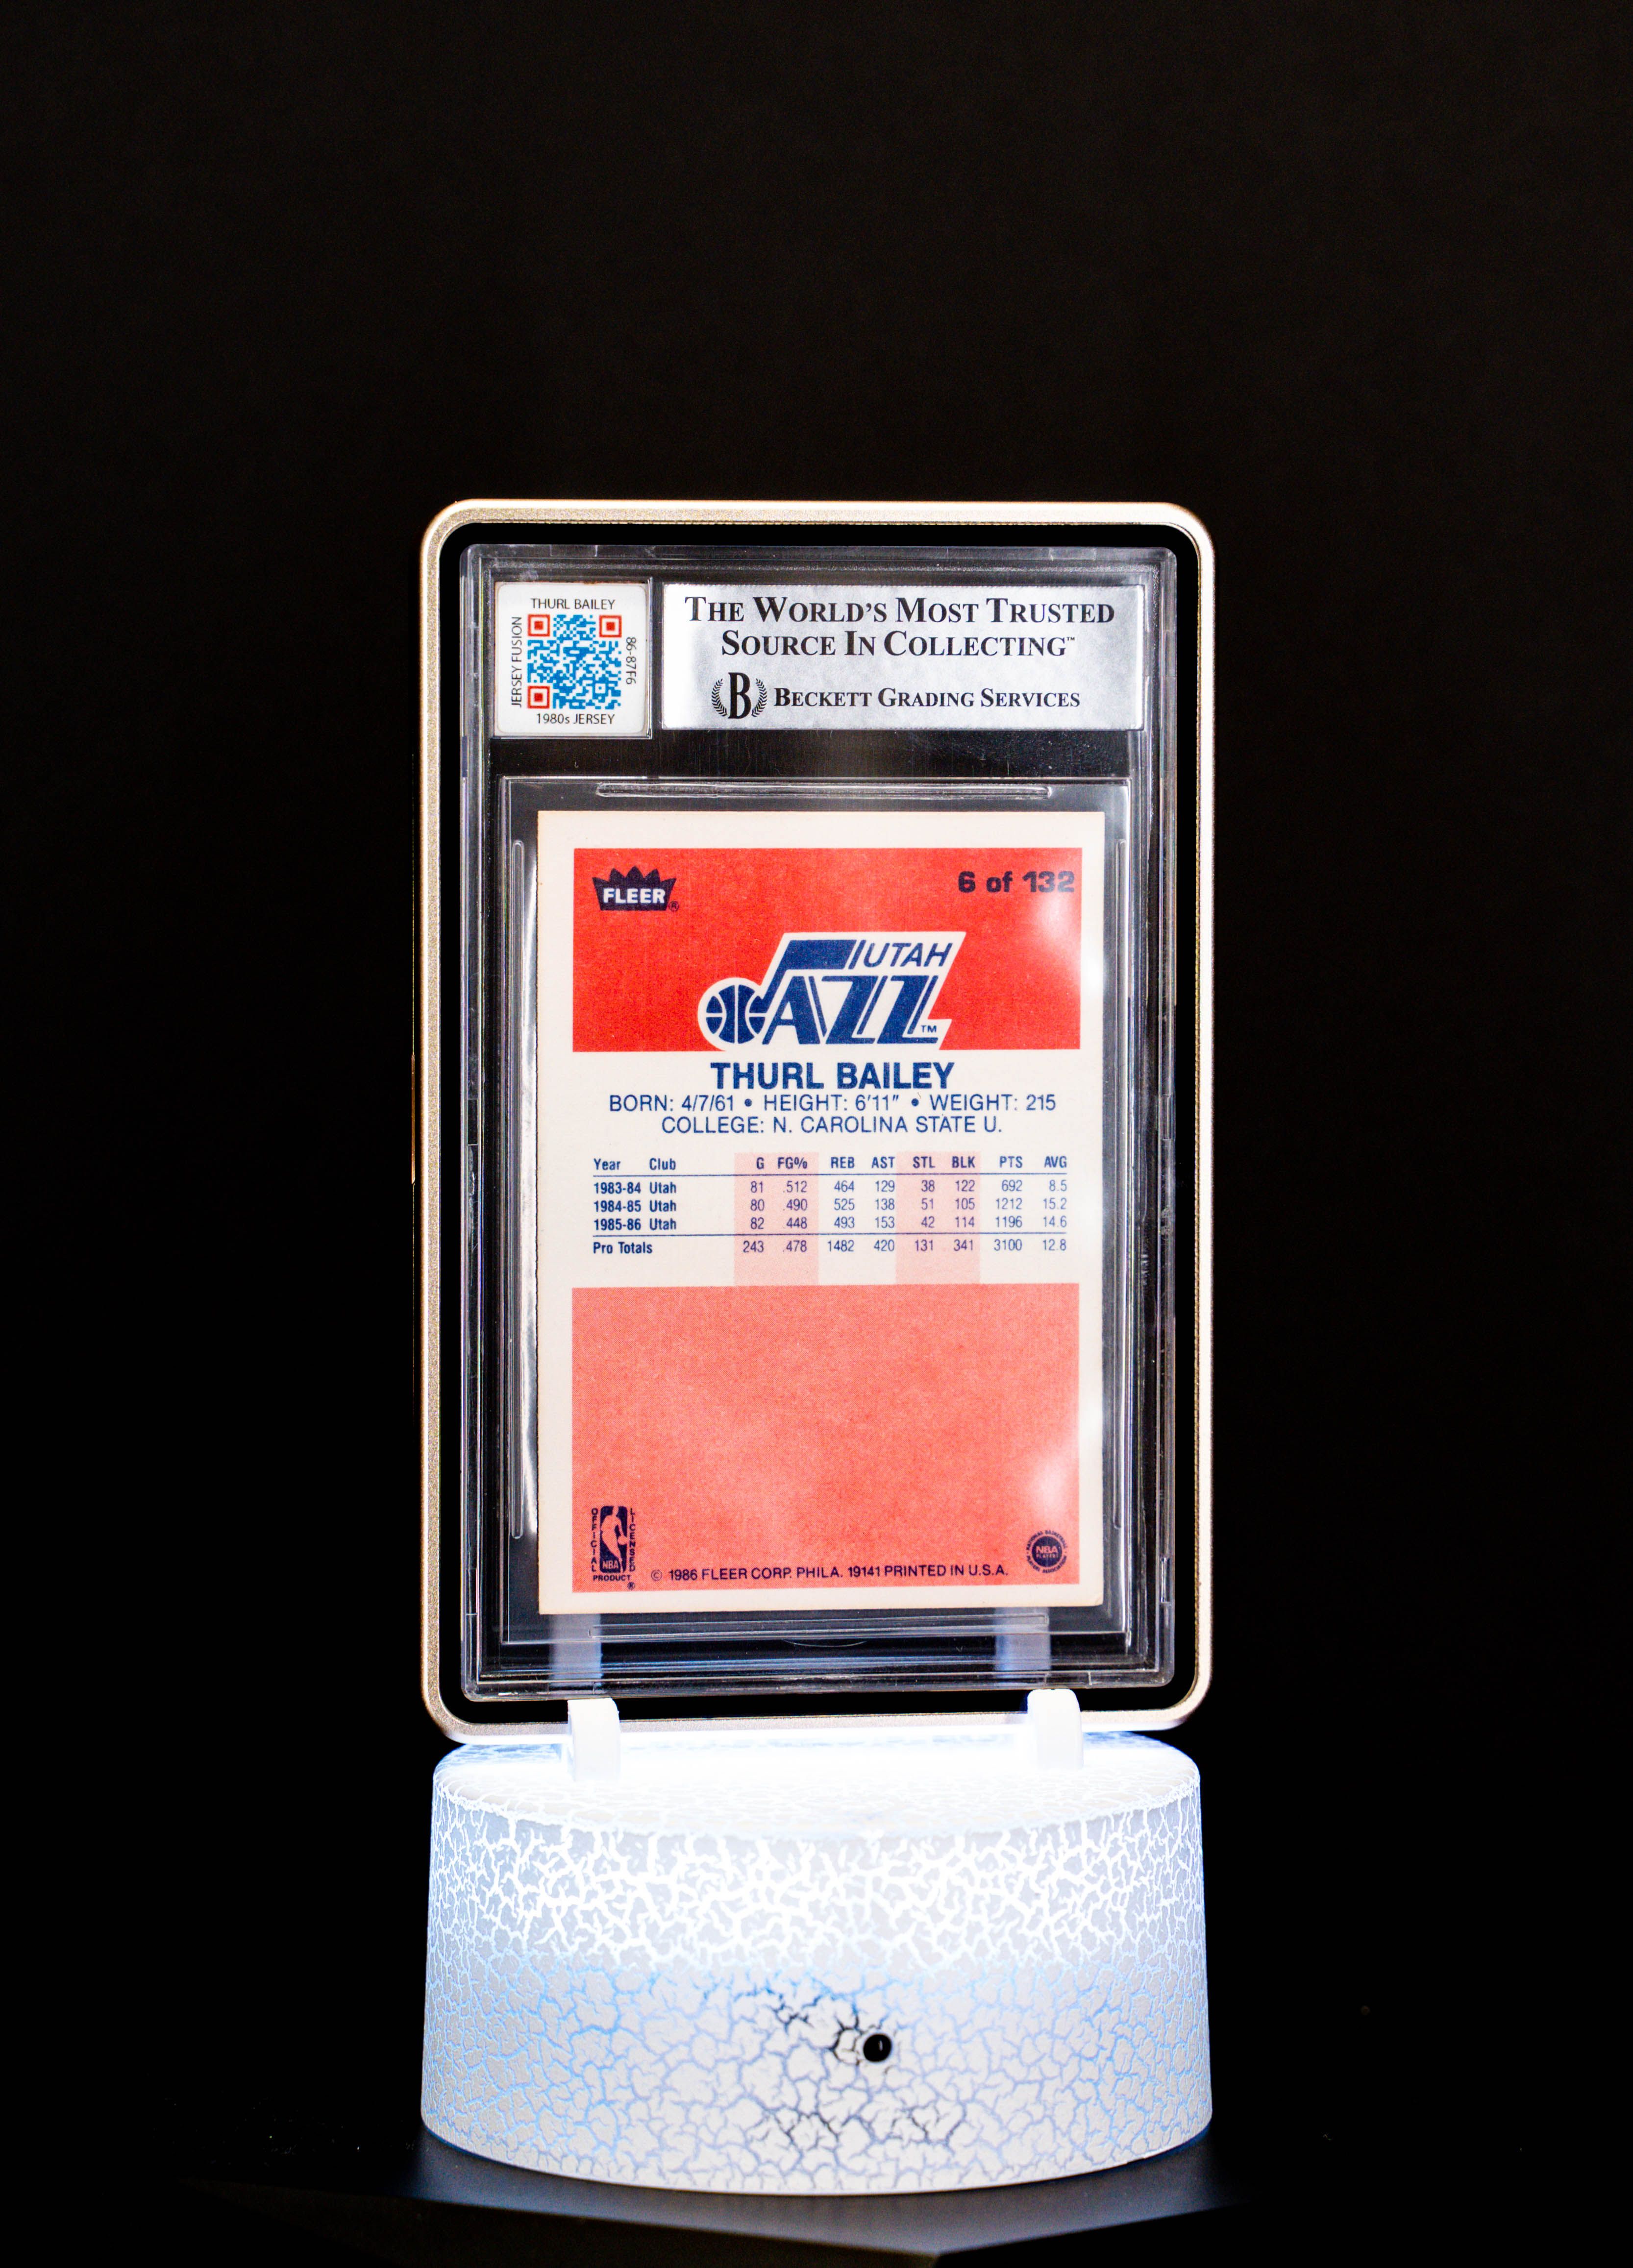 THURL BAILEY
JERSEY FUSION
86-87F6
1980s JERSEY
THE WORLD'S MOST TRUSTED
SOURCE IN COLLECTING™
B BECKETT GRADING SERVICES
FLEER®
6 of 132
UTAH
JAZZ™
THURL BAILEY
BORN: 4/7/61 • HEIGHT: 6'11" • WEIGHT: 215
COLLEGE: N. CAROLINA STATE U.
Year Club G FG% REB AST STL BLK PTS AVG
1983-84 Utah 81 .512 464 129 38 122 692 8.5
1984-85 Utah 80 .490 525 138 51 105 1212 15.2
1985-86 Utah 82 .448 493 153 42 114 1196 14.6
Pro Totals 243 .478 1482 420 131 341 3100 12.8
OFFICIAL
LICENSED
NBA
PRODUCT®
© 1986 FLEER CORP. PHILA. 19141 PRINTED IN U.S.A.
NBA
PLAYERS